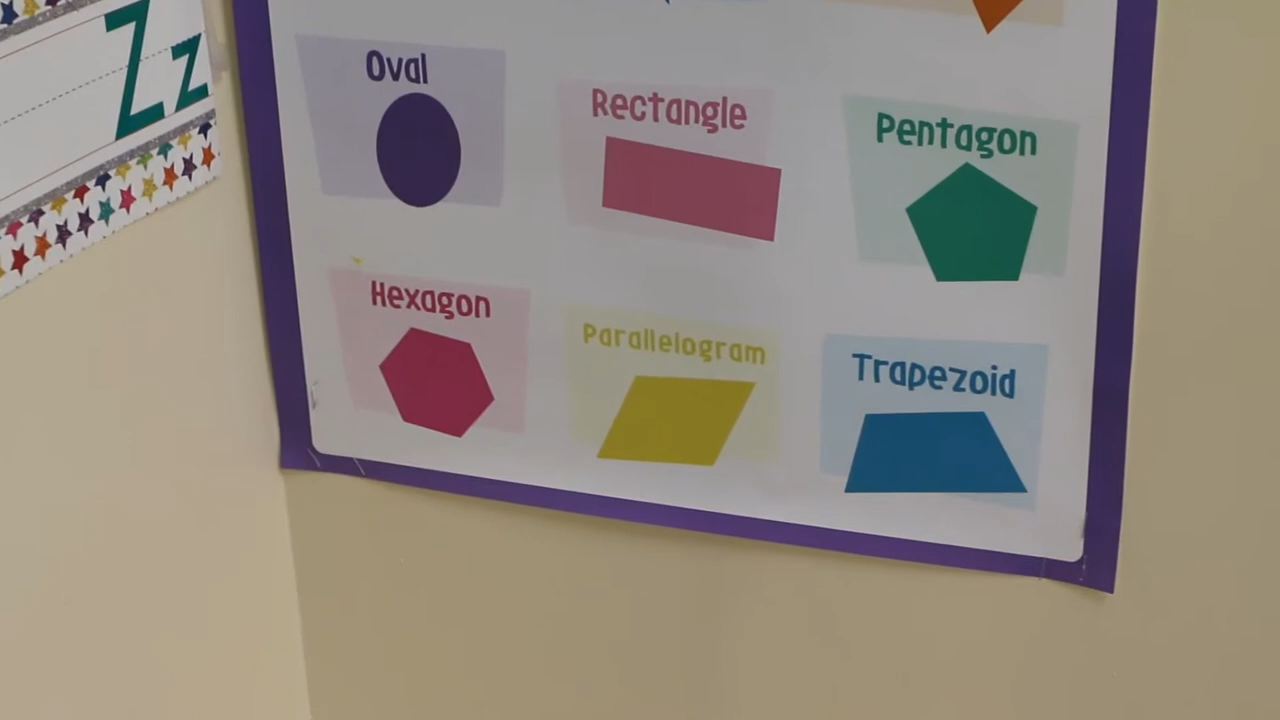 Zz
Oval
Rectangle
Pentagon
Hexagon
Parallelogram
Trapezoid